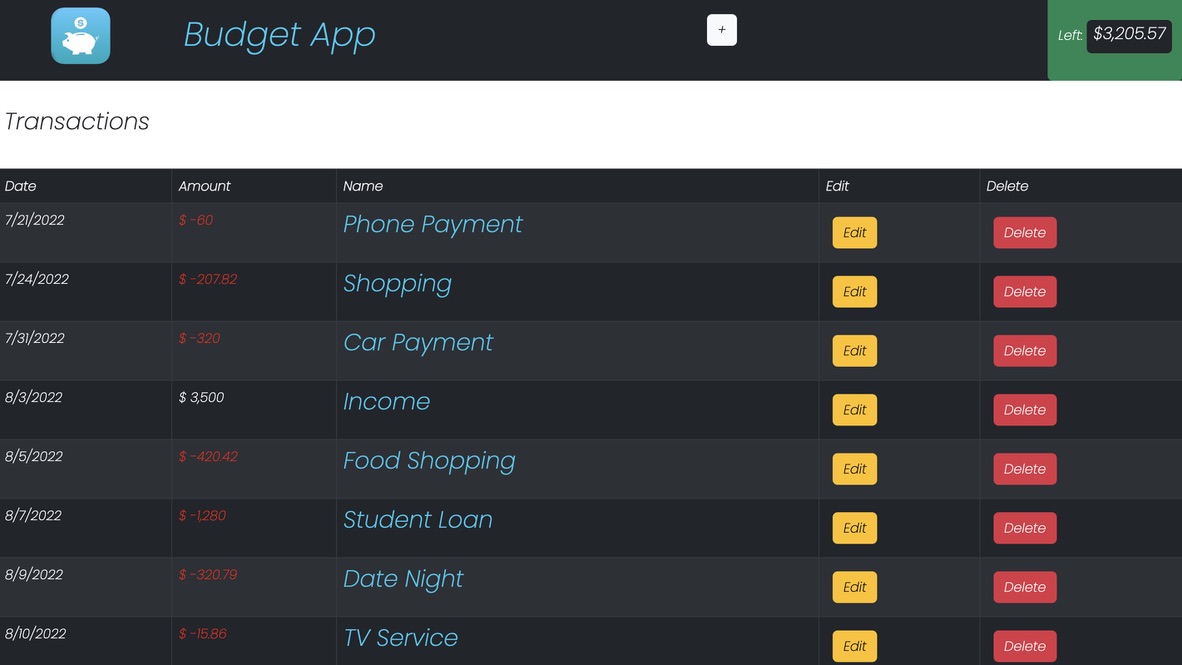 S
Budget App
+
Left: $3,205.57
Transactions
Date Amount Name Edit Delete
7/21/2022 $ -60 Phone Payment Edit Delete
7/24/2022 $ -207.82 Shopping Edit Delete
7/31/2022 $ -320 Car Payment Edit Delete
8/3/2022 $ 3,500 Income Edit Delete
8/5/2022 $ -420.42 Food Shopping Edit Delete
8/7/2022 $ -1,280 Student Loan Edit Delete
8/9/2022 $ -320.79 Date Night Edit Delete
8/10/2022 $ -15.86 TV Service Edit Delete